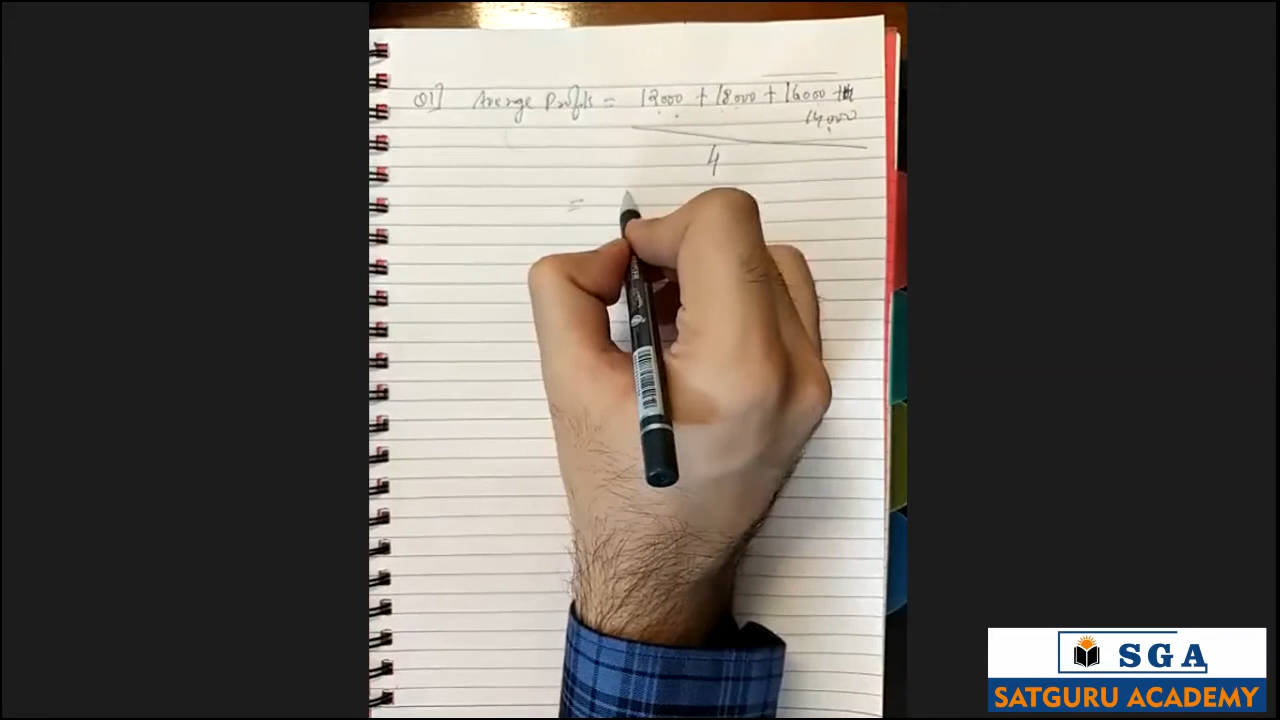 Q1] Average Profits = 12000 + 18000 + 16000 +
14000
4
=
SGA
SATGURU ACADEMY